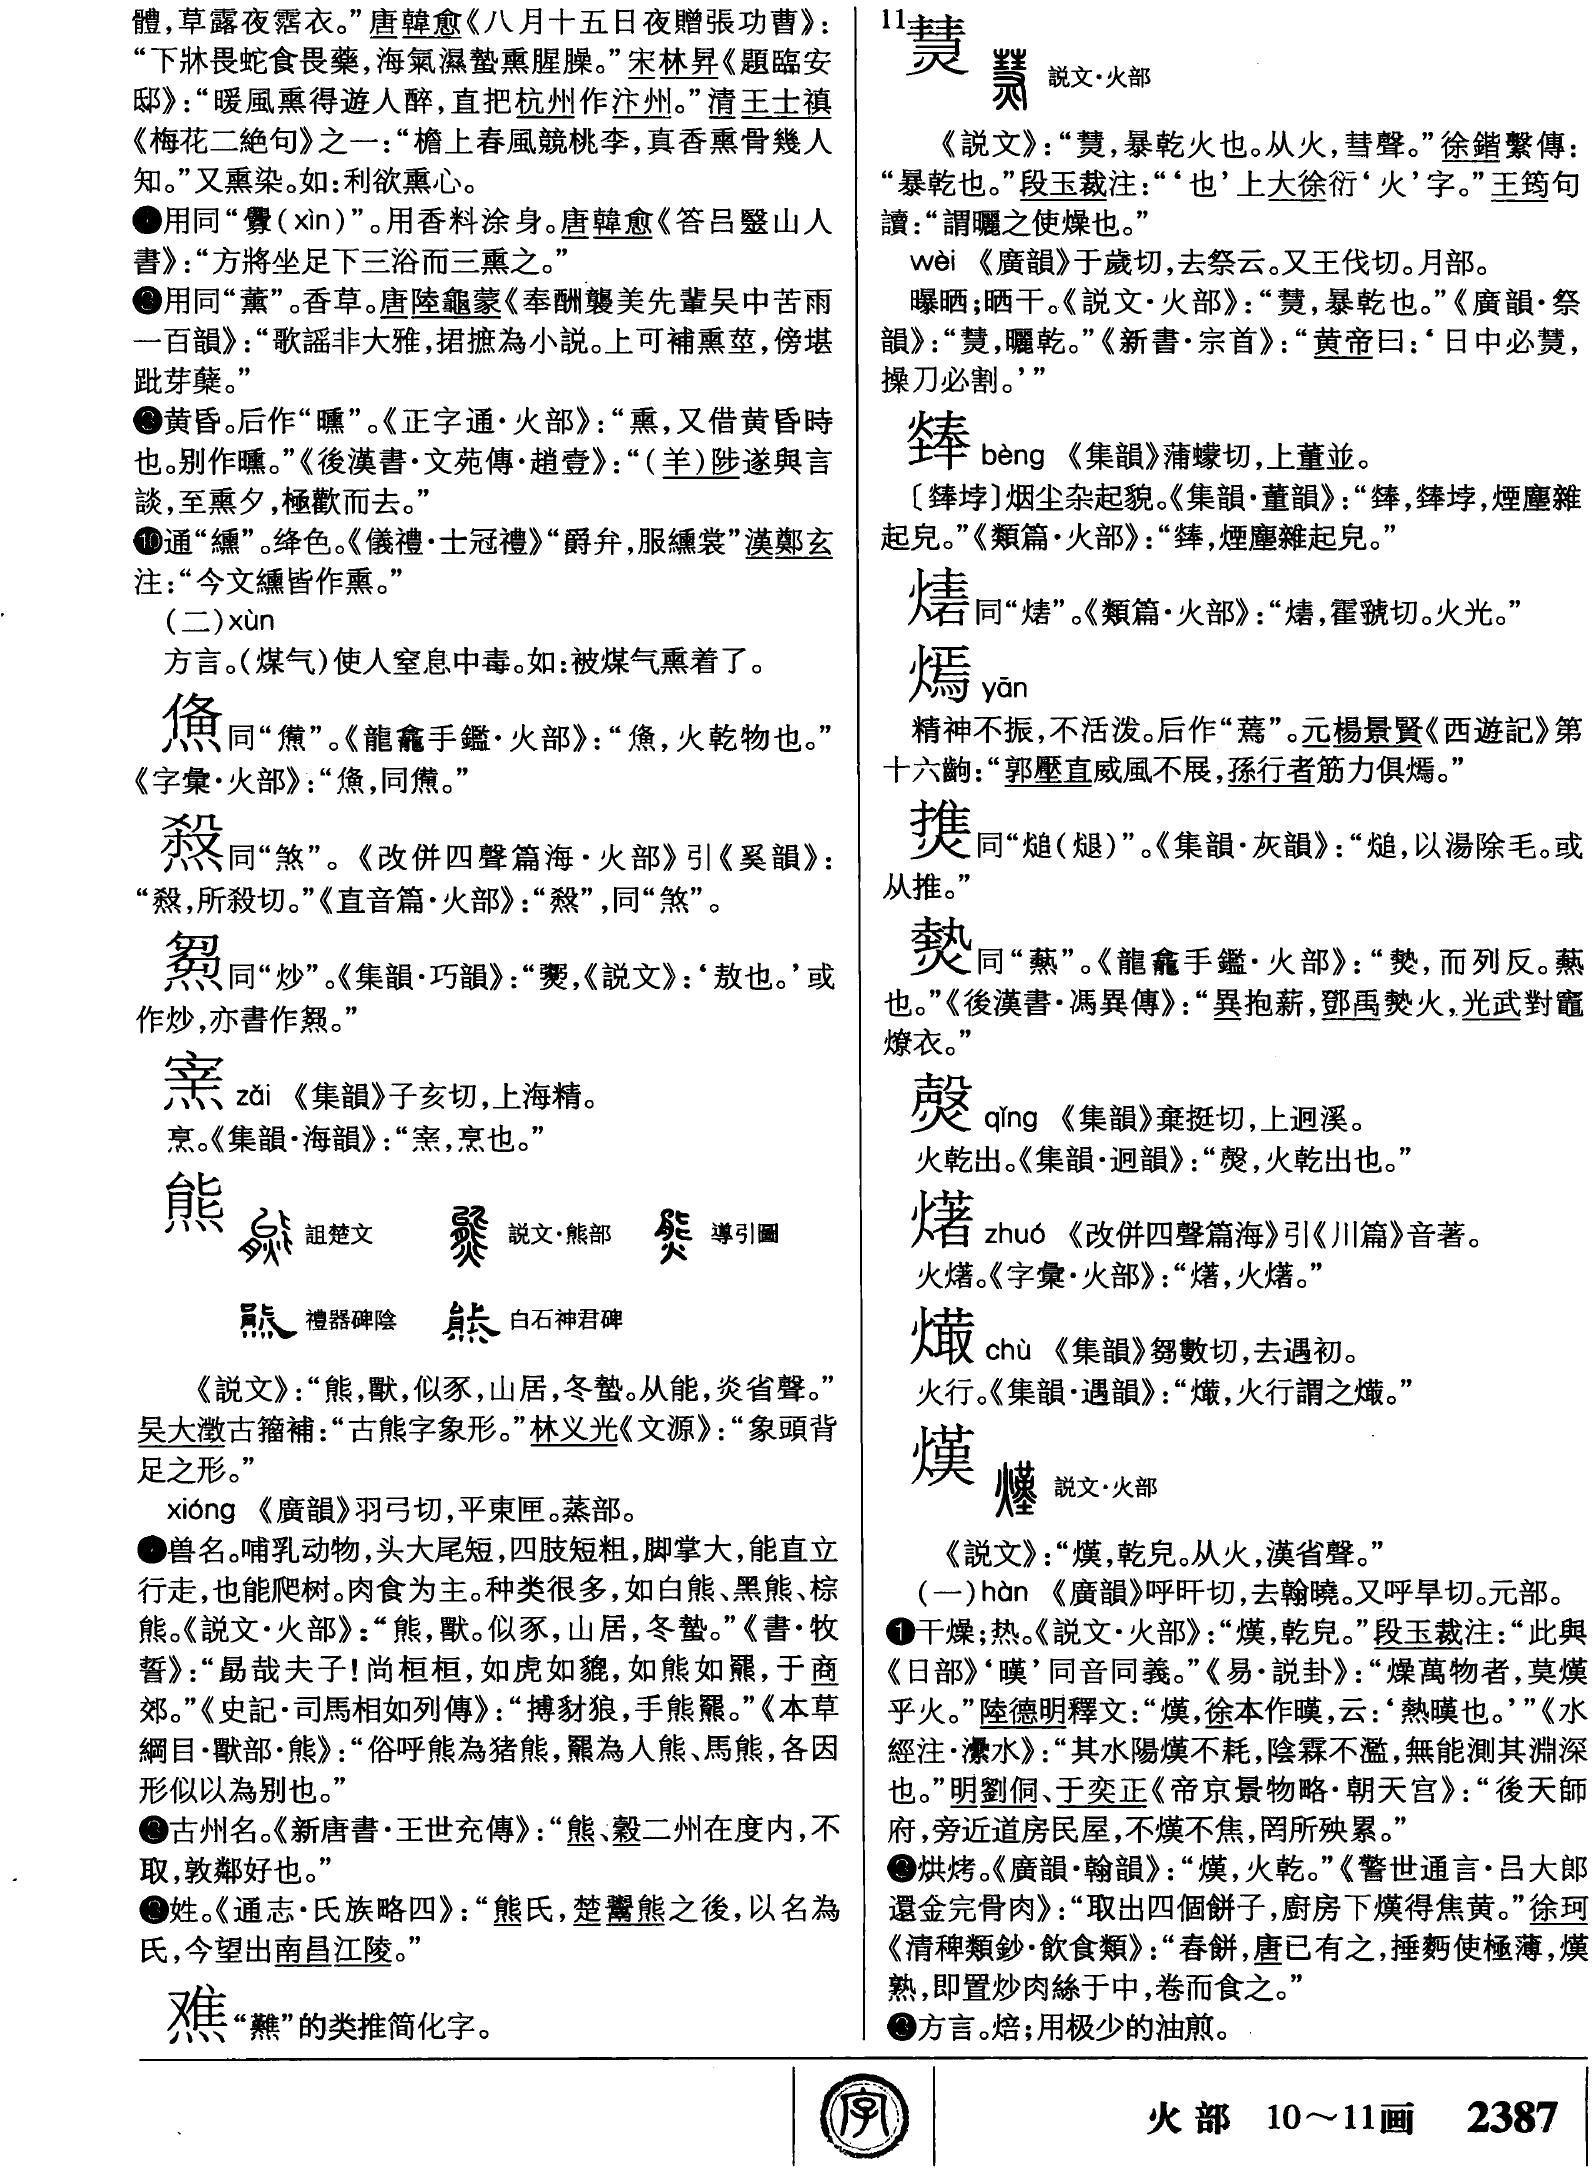 體，草露夜霑衣。”唐韓愈《八月十五日夜贈張功曹》：
“下牀畏蛇食畏藥，海氣濕蟄熏腥臊。”宋林昇《題臨安
邸》：“暖風熏得遊人醉，直把杭州作汴州。”清王士禛
《梅花二絶句》之一：“檐上春風競桃李，真香熏骨幾人
知。”又熏染。如：利欲熏心。
用同“釁(xìn)”。用香料涂身。唐韓愈《答呂毉山人
書》：“方將坐足下三浴而三熏之。”
用同“薰”。香草。唐陸龜蒙《奉酬襲美先輩吴中苦雨
一百韻》：“歌謡非大雅，捃摭為小説。上可補熏莖，傍堪
跐芽蘖。”
黄昏。后作“曛”。《正字通·火部》：“熏，又借黄昏時
也。别作曛。”《後漢書·文苑傳·趙壹》：“(羊)陟遂與言
談，至熏夕，極歡而去。”
⓾通“纁”。绛色。《儀禮·士冠禮》“爵弁，服纁裳”漢鄭玄
注：“今文纁皆作熏。”
(二)xùn
方言。(煤气)使人窒息中毒。如：被煤气熏着了。
同“㷶”。《龍龕手鑑·火部》：“，火乾物也。”
《字彙·火部》：“，同㷶。”
同“煞”。《改併四聲篇海·火部》引《奚韻》：
“，所殺切。”《直音篇·火部》：“”，同“煞”。
同“炒”。《集韻·巧韻》：“，《説文》：‘熬也。’或
作炒，亦書作。”
zǎi 《集韻》子亥切，上海精。
烹。《集韻·海韻》：“，烹也。”
熊 詛楚文 説文·熊部 導引圖
禮器碑陰 白石神君碑
《説文》：“熊，獸，似豕，山居，冬蟄。从能，炎省聲。”
吴大澂古籀補：“古熊字象形。”林义光《文源》：“象頭背
足之形。”
xióng 《廣韻》羽弓切，平東匣。蒸部。
兽名。哺乳动物，头大尾短，四肢短粗，脚掌大，能直立
行走，也能爬树。肉食为主。种类很多，如白熊、黑熊、棕
熊。《説文·火部》：“熊，獸。似豕，山居，冬蟄。”《書·牧
誓》：“勗哉夫子！尚桓桓，如虎如貔，如熊如羆，于商
郊。”《史記·司馬相如列傳》：“搏豺狼，手熊羆。”《本草
綱目·獸部·熊》：“俗呼熊為猪熊，羆為人熊、馬熊，各因
形似以為别也。”
古州名。《新唐書·王世充傳》：“熊、穀二州在度内，不
取，敦鄰好也。”
姓。《通志·氏族略四》：“熊氏，楚鬻熊之後，以名為
氏，今望出南昌江陵。”
“”的类推简化字。
11
熭 説文·火部
《説文》：“熭，暴乾火也。从火，彗聲。”徐鍇繫傳：
“暴乾也。”段玉裁注：“‘也’上大徐衍‘火’字。”王筠句
讀：“謂曬之使燥也。”
wèi 《廣韻》于歲切，去祭云。又王伐切。月部。
曝晒；晒干。《説文·火部》：“熭，暴乾也。”《廣韻·祭
韻》：“熭，曬乾。”《新書·宗首》：“黄帝曰：‘日中必熭，
操刀必割。’”
㷯 bèng 《集韻》蒲蠓切，上董並。
〔㷯㶻〕烟尘杂起貌。《集韻·董韻》：“㷯，㷯㶻，煙塵雜
起皃。”《類篇·火部》：“㷯，煙塵雜起皃。”
同“”。《類篇·火部》：“，霍虢切。火光。”
yān
精神不振，不活泼。后作“蔫”。元楊景賢《西遊記》第
十六齣：“郭壓直威風不展，孫行者筋力俱。”
同“熥(煺)”。《集韻·灰韻》：“，以湯除毛。或
从推。”
㷸同“爇”。《龍龕手鑑·火部》：“㷸，而列反。爇
也。”《後漢書·馮異傳》：“異抱薪，鄧禹㷸火，光武對竈
燎衣。”
qǐng 《集韻》棄挺切，上迥溪。
火乾出。《集韻·迥韻》：“，火乾出也。”
zhuó 《改併四聲篇海》引《川篇》音著。
火。《字彙·火部》：“，火。”
chù 《集韻》芻數切，去遇初。
火行。《集韻·遇韻》：“，火行謂之。”
熯 説文·火部
《説文》：“熯，乾皃。从火，漢省聲。”
(一)hàn 《廣韻》呼旰切，去翰曉。又呼旱切。元部。
❶干燥；热。《説文·火部》：“熯，乾皃。”段玉裁注：“此與
《日部》‘暵’同音同義。”《易·説卦》：“燥萬物者，莫熯
乎火。”陸德明釋文：“熯，徐本作暵，云：‘熱暵也。’”《水
經注·㶟水》：“其水陽熯不耗，陰霖不濫，無能測其淵深
也。”明劉侗、于奕正《帝京景物略·朝天宫》：“後天師
府，旁近道房民屋，不熯不焦，罔所殃累。”
烘烤。《廣韻·翰韻》：“熯，火乾。”《警世通言·吕大郎
還金完骨肉》：“取出四個餅子，廚房下熯得焦黄。”徐珂
《清稗類鈔·飲食類》：“春餅，唐已有之，捶麪使極薄，熯
熟，即置炒肉絲于中，卷而食之。”
方言。焙；用极少的油煎。
字
火部 10～11画 2387